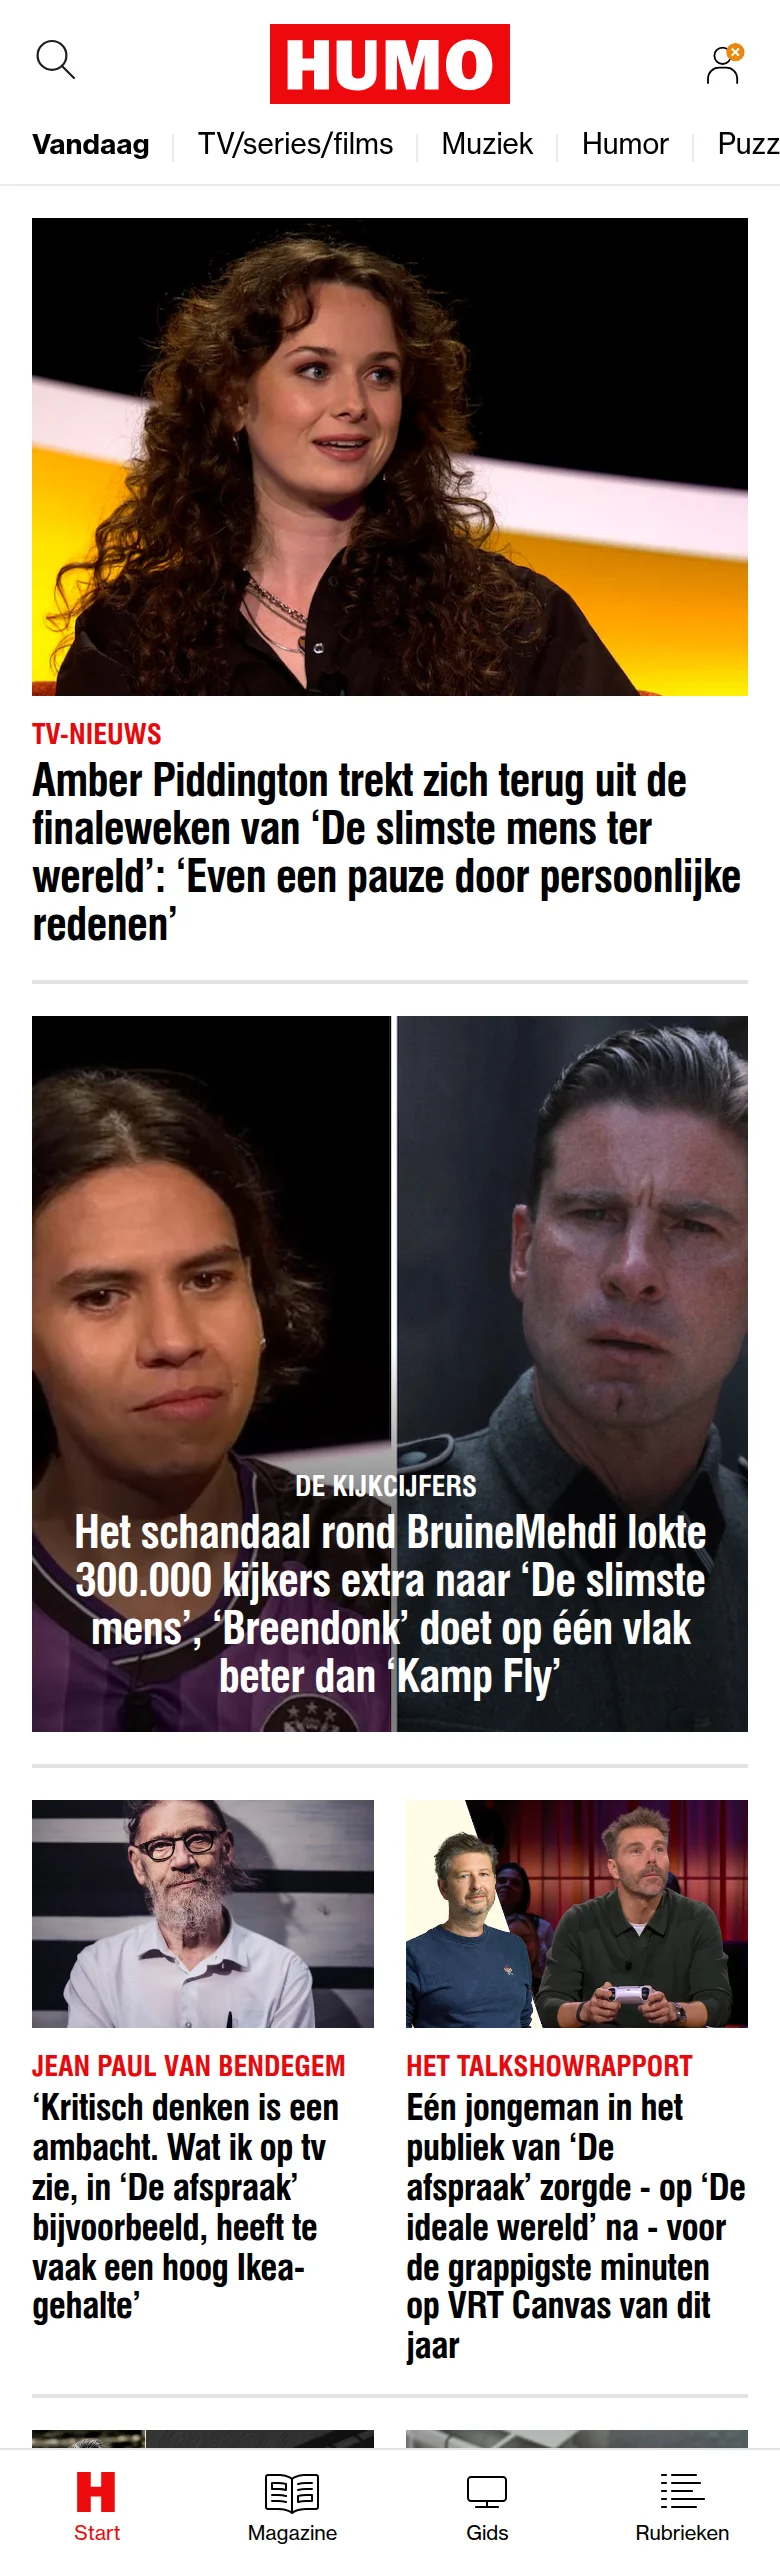 HUMO
Vandaag
TV/series/films
Muziek
Humor
Puzz
TV-NIEUWS
Amber Piddington trekt zich terug uit de
finaleweken van ‘De slimste mens ter
wereld’: ‘Even een pauze door persoonlijke
redenen’
DE KIJKCIJFERS
Het schandaal rond BruineMehdi lokte
300.000 kijkers extra naar ‘De slimste
mens’, ‘Breendonk’ doet op één vlak
beter dan ‘Kamp Fly’
JEAN PAUL VAN BENDEGEM
‘Kritisch denken is een
ambacht. Wat ik op tv
zie, in ‘De afspraak’
bijvoorbeeld, heeft te
vaak een hoog Ikea-
gehalte’
HET TALKSHOWRAPPORT
Eén jongeman in het
publiek van ‘De
afspraak’ zorgde - op ‘De
ideale wereld’ na - voor
de grappigste minuten
op VRT Canvas van dit
jaar
H
Start
Magazine
Gids
Rubrieken